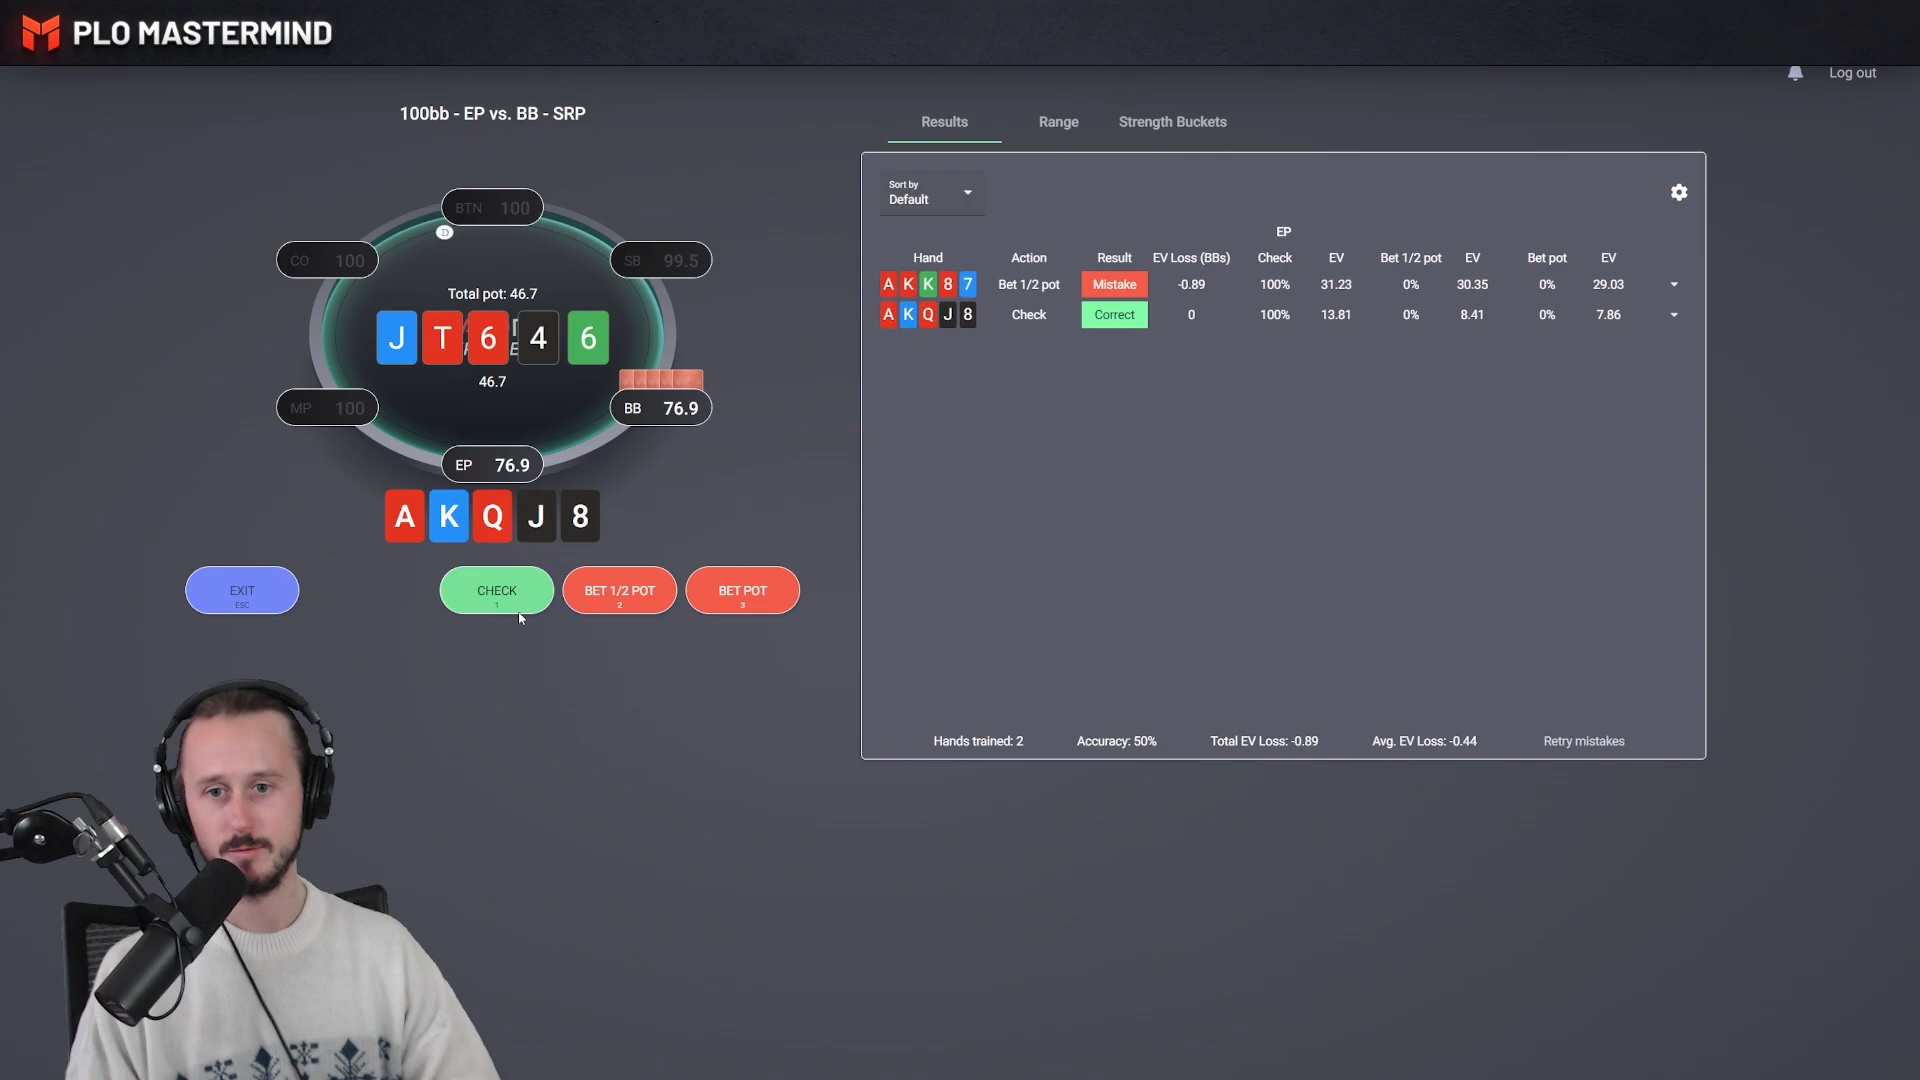 PLO MASTERMIND
Log out
100bb - EP vs. BB - SRP
Results Range Strength Buckets
BTN 100
D
CO 100
SB 99.5
Total pot: 46.7
J T 6 4 6
46.7
MP 100
BB 76.9
EP 76.9
A K Q J 8
EXIT
ESC
CHECK
1
BET 1/2 POT
2
BET POT
3
Sort by
Default
EP
Hand Action Result EV Loss (BBs) Check EV Bet 1/2 pot EV Bet pot EV
A K K 8 7 Bet 1/2 pot Mistake -0.89 100% 31.23 0% 30.35 0% 29.03
A K Q J 8 Check Correct 0 100% 13.81 0% 8.41 0% 7.86
Hands trained: 2 Accuracy: 50% Total EV Loss: -0.89 Avg. EV Loss: -0.44 Retry mistakes